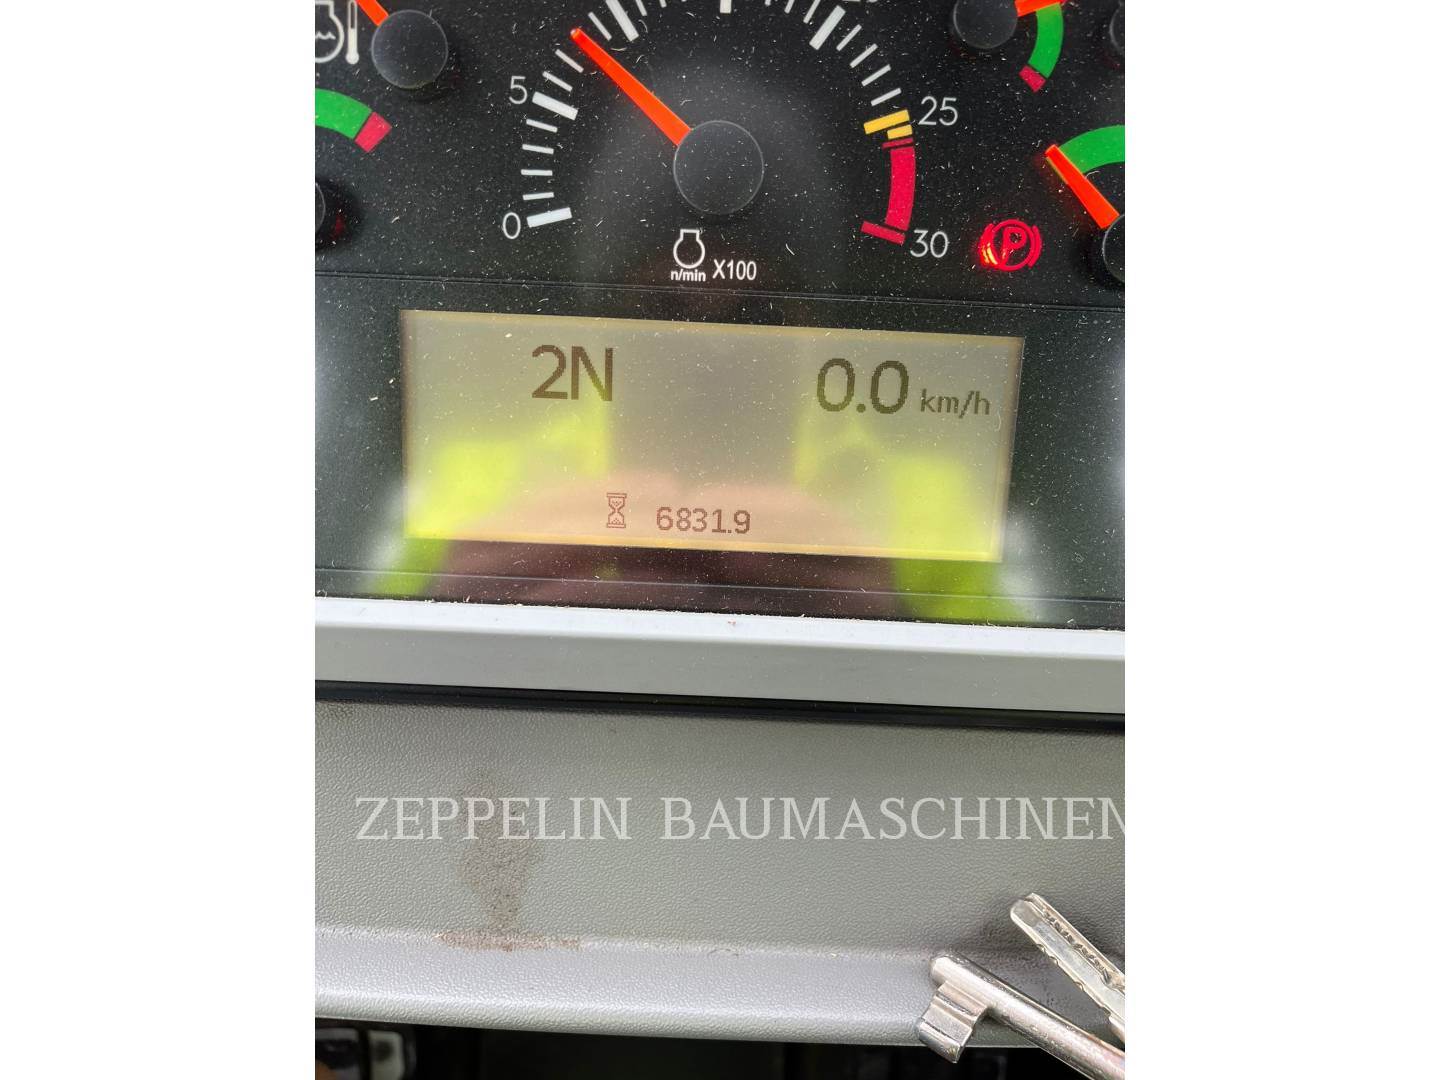 5
25
0
30
n/min X100
P
2N
0.0 km/h
6831.9
ZEPPELIN BAUMASCHINEN